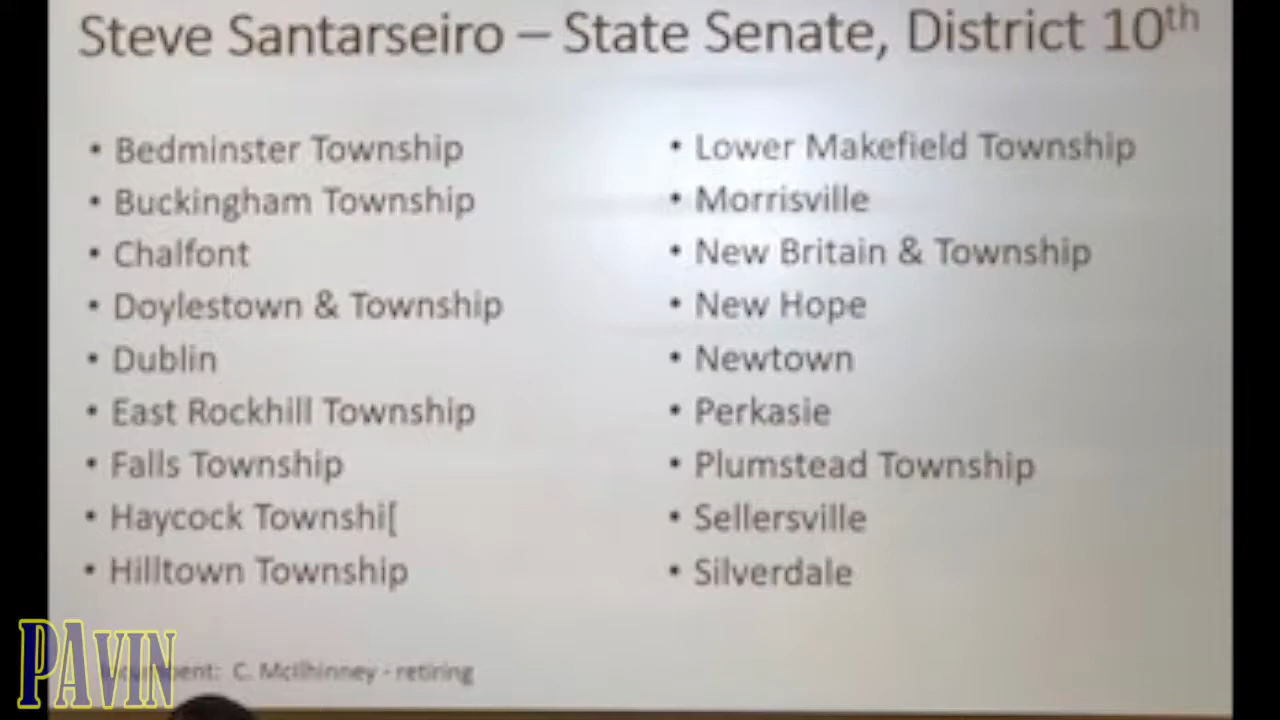 Steve Santarseiro – State Senate, District 10th
• Bedminster Township
• Buckingham Township
• Chalfont
• Doylestown & Township
• Dublin
• East Rockhill Township
• Falls Township
• Haycock Townshi[
• Hilltown Township
• Lower Makefield Township
• Morrisville
• New Britain & Township
• New Hope
• Newtown
• Perkasie
• Plumstead Township
• Sellersville
• Silverdale
Incumbent: C. McIlhinney - retiring
PAVIN